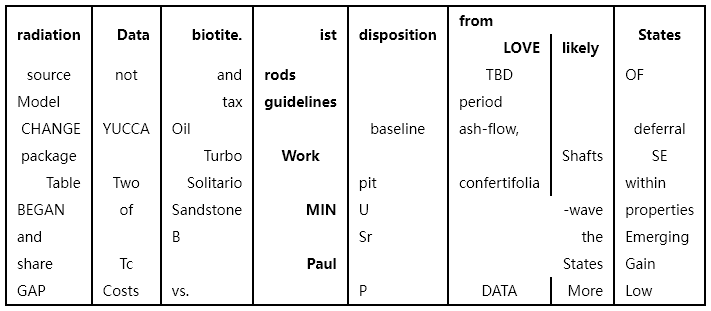 radiation Data biotite. ist disposition from LOVE likely States
source not and rods TBD OF
Model tax guidelines period
CHANGE YUCCA Oil baseline ash-flow, deferral
package Turbo Work Shafts SE
Table Two Solitario pit confertifolia within
BEGAN of Sandstone MIN U -wave properties
and B Sr the Emerging
share Tc Paul States Gain
GAP Costs vs. P DATA More Low